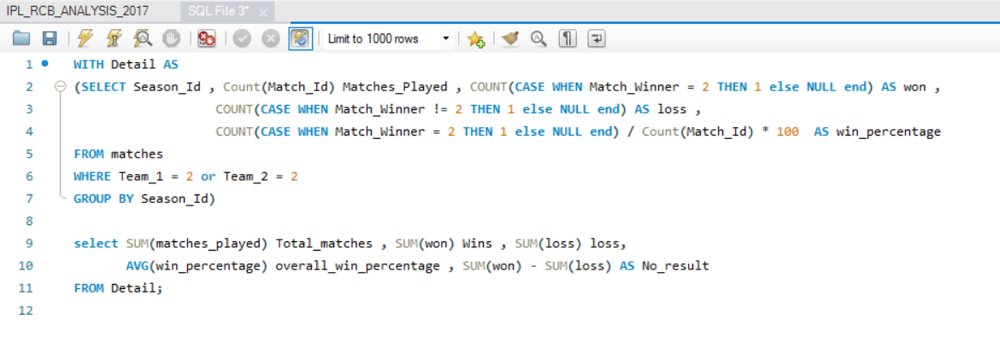 IPL_RCB_ANALYSIS_2017 SQL File 3*
Limit to 1000 rows
1 WITH Detail AS
2 (SELECT Season_Id , Count(Match_Id) Matches_Played , COUNT(CASE WHEN Match_Winner = 2 THEN 1 else NULL end) AS won ,
3 COUNT(CASE WHEN Match_Winner != 2 THEN 1 else NULL end) AS loss ,
4 COUNT(CASE WHEN Match_Winner = 2 THEN 1 else NULL end) / Count(Match_Id) * 100 AS win_percentage
5 FROM matches
6 WHERE Team_1 = 2 or Team_2 = 2
7 GROUP BY Season_Id)
8
9 select SUM(matches_played) Total_matches , SUM(won) Wins , SUM(loss) loss,
10 AVG(win_percentage) overall_win_percentage , SUM(won) - SUM(loss) AS No_result
11 FROM Detail;
12